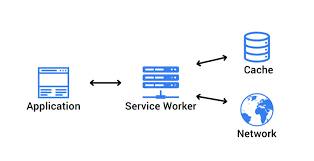 Cache
Application
Service Worker
Network